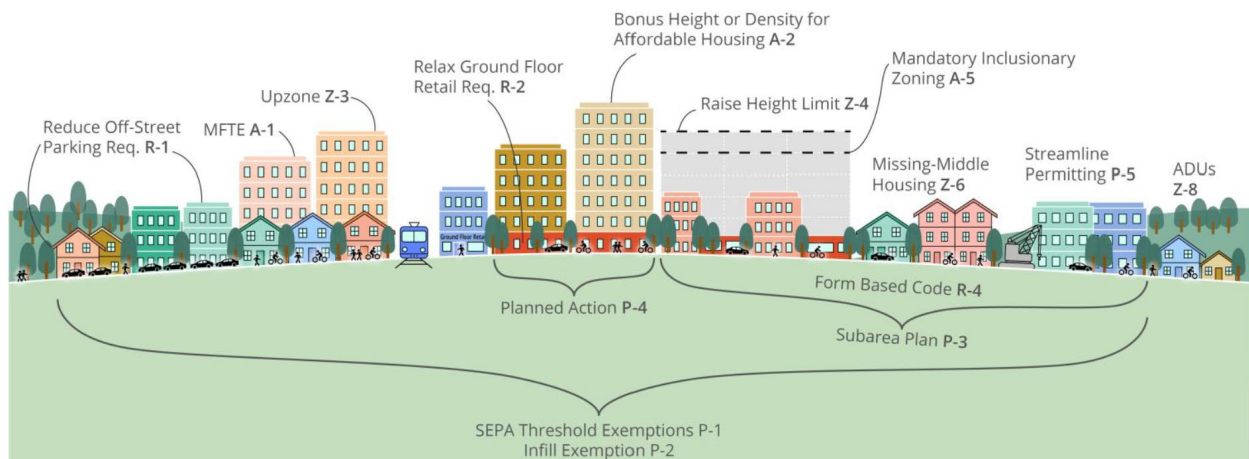 Bonus Height or Density for
Affordable Housing A-2
Mandatory Inclusionary
Zoning A-5
Relax Ground Floor
Retail Req. R-2
Upzone Z-3
Raise Height Limit Z-4
MFTE A-1
Reduce Off-Street
Parking Req. R-1
Missing-Middle
Housing Z-6
Streamline
Permitting P-5
ADUs
Z-8
Ground Floor Retail
Form Based Code R-4
Planned Action P-4
Subarea Plan P-3
SEPA Threshold Exemptions P-1
Infill Exemption P-2